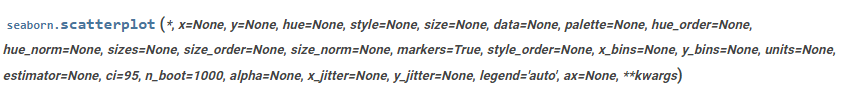 seaborn.scatterplot (*, x=None, y=None, hue=None, style=None, size=None, data=None, palette=None, hue_order=None,
hue_norm=None, sizes=None, size_order=None, size_norm=None, markers=True, style_order=None, x_bins=None, y_bins=None, units=None,
estimator=None, ci=95, n_boot=1000, alpha=None, x_jitter=None, y_jitter=None, legend='auto', ax=None, **kwargs)